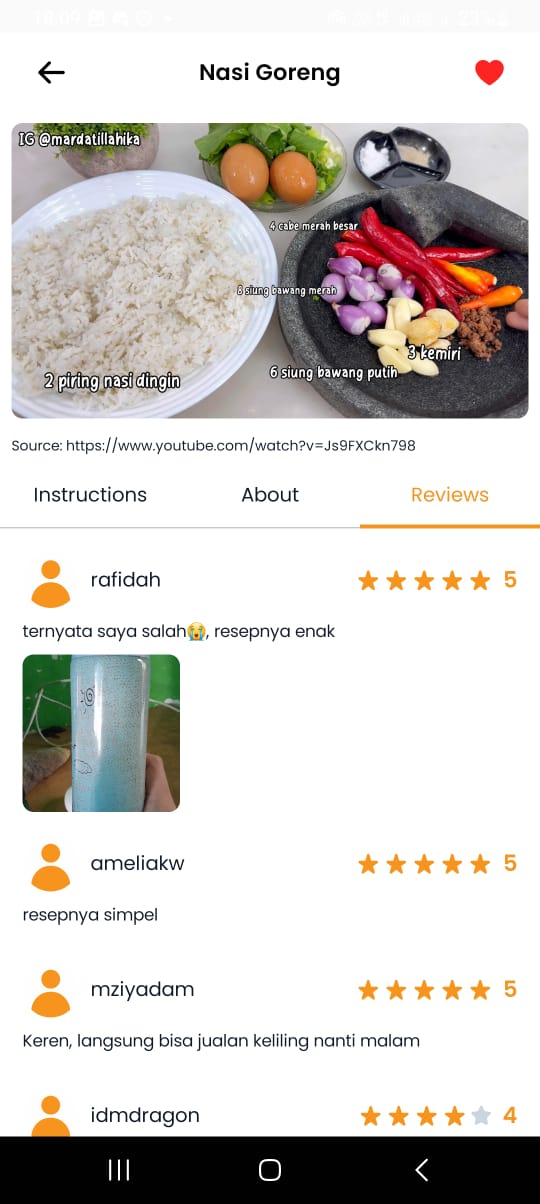 18:09
Nasi Goreng
IG @mardatillahika
4 cabe merah besar
8 siung bawang merah
3 kemiri
6 siung bawang putih
2 piring nasi dingin
Source: https://www.youtube.com/watch?v=Js9FXCkn798
Instructions
About
Reviews
rafidah
5
ternyata saya salah😭, resepnya enak
ameliakw
5
resepnya simpel
mziyadam
5
Keren, langsung bisa jualan keliling nanti malam
idmdragon
4